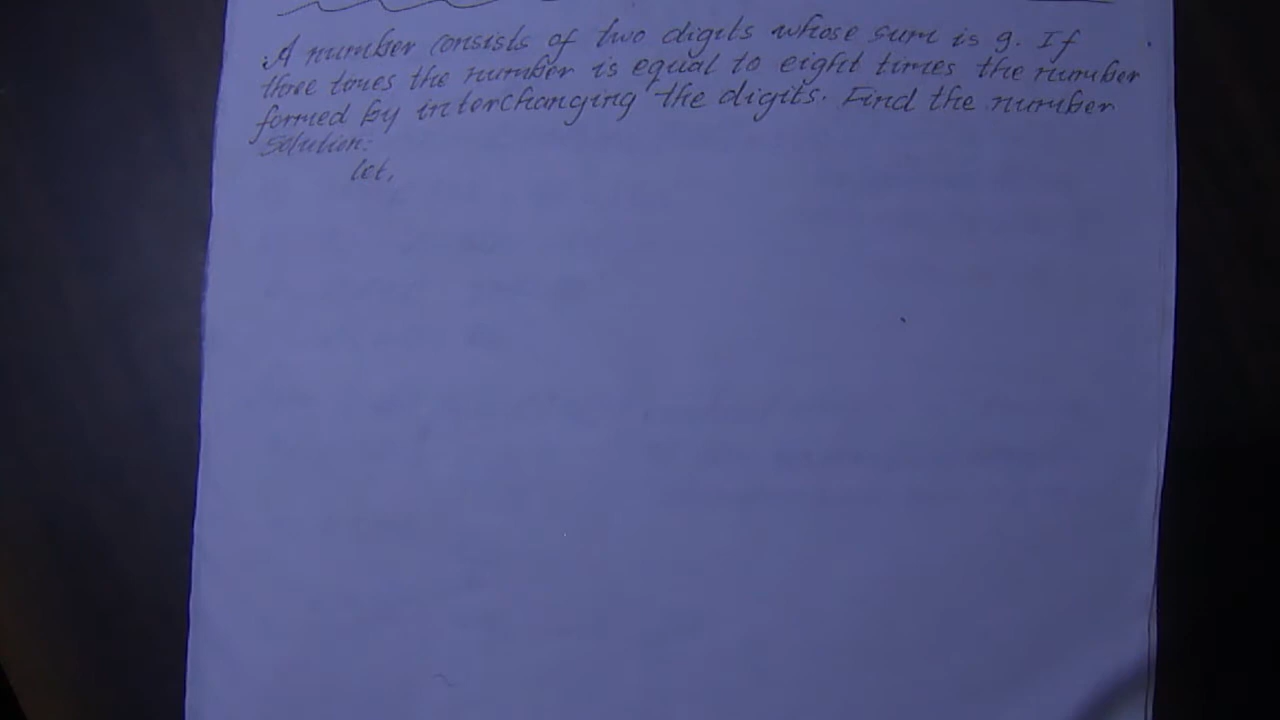 A number consists of two digits whose sum is 9. If
three times the number is equal to eight times the number
formed by interchanging the digits. Find the number
Solution:
let,